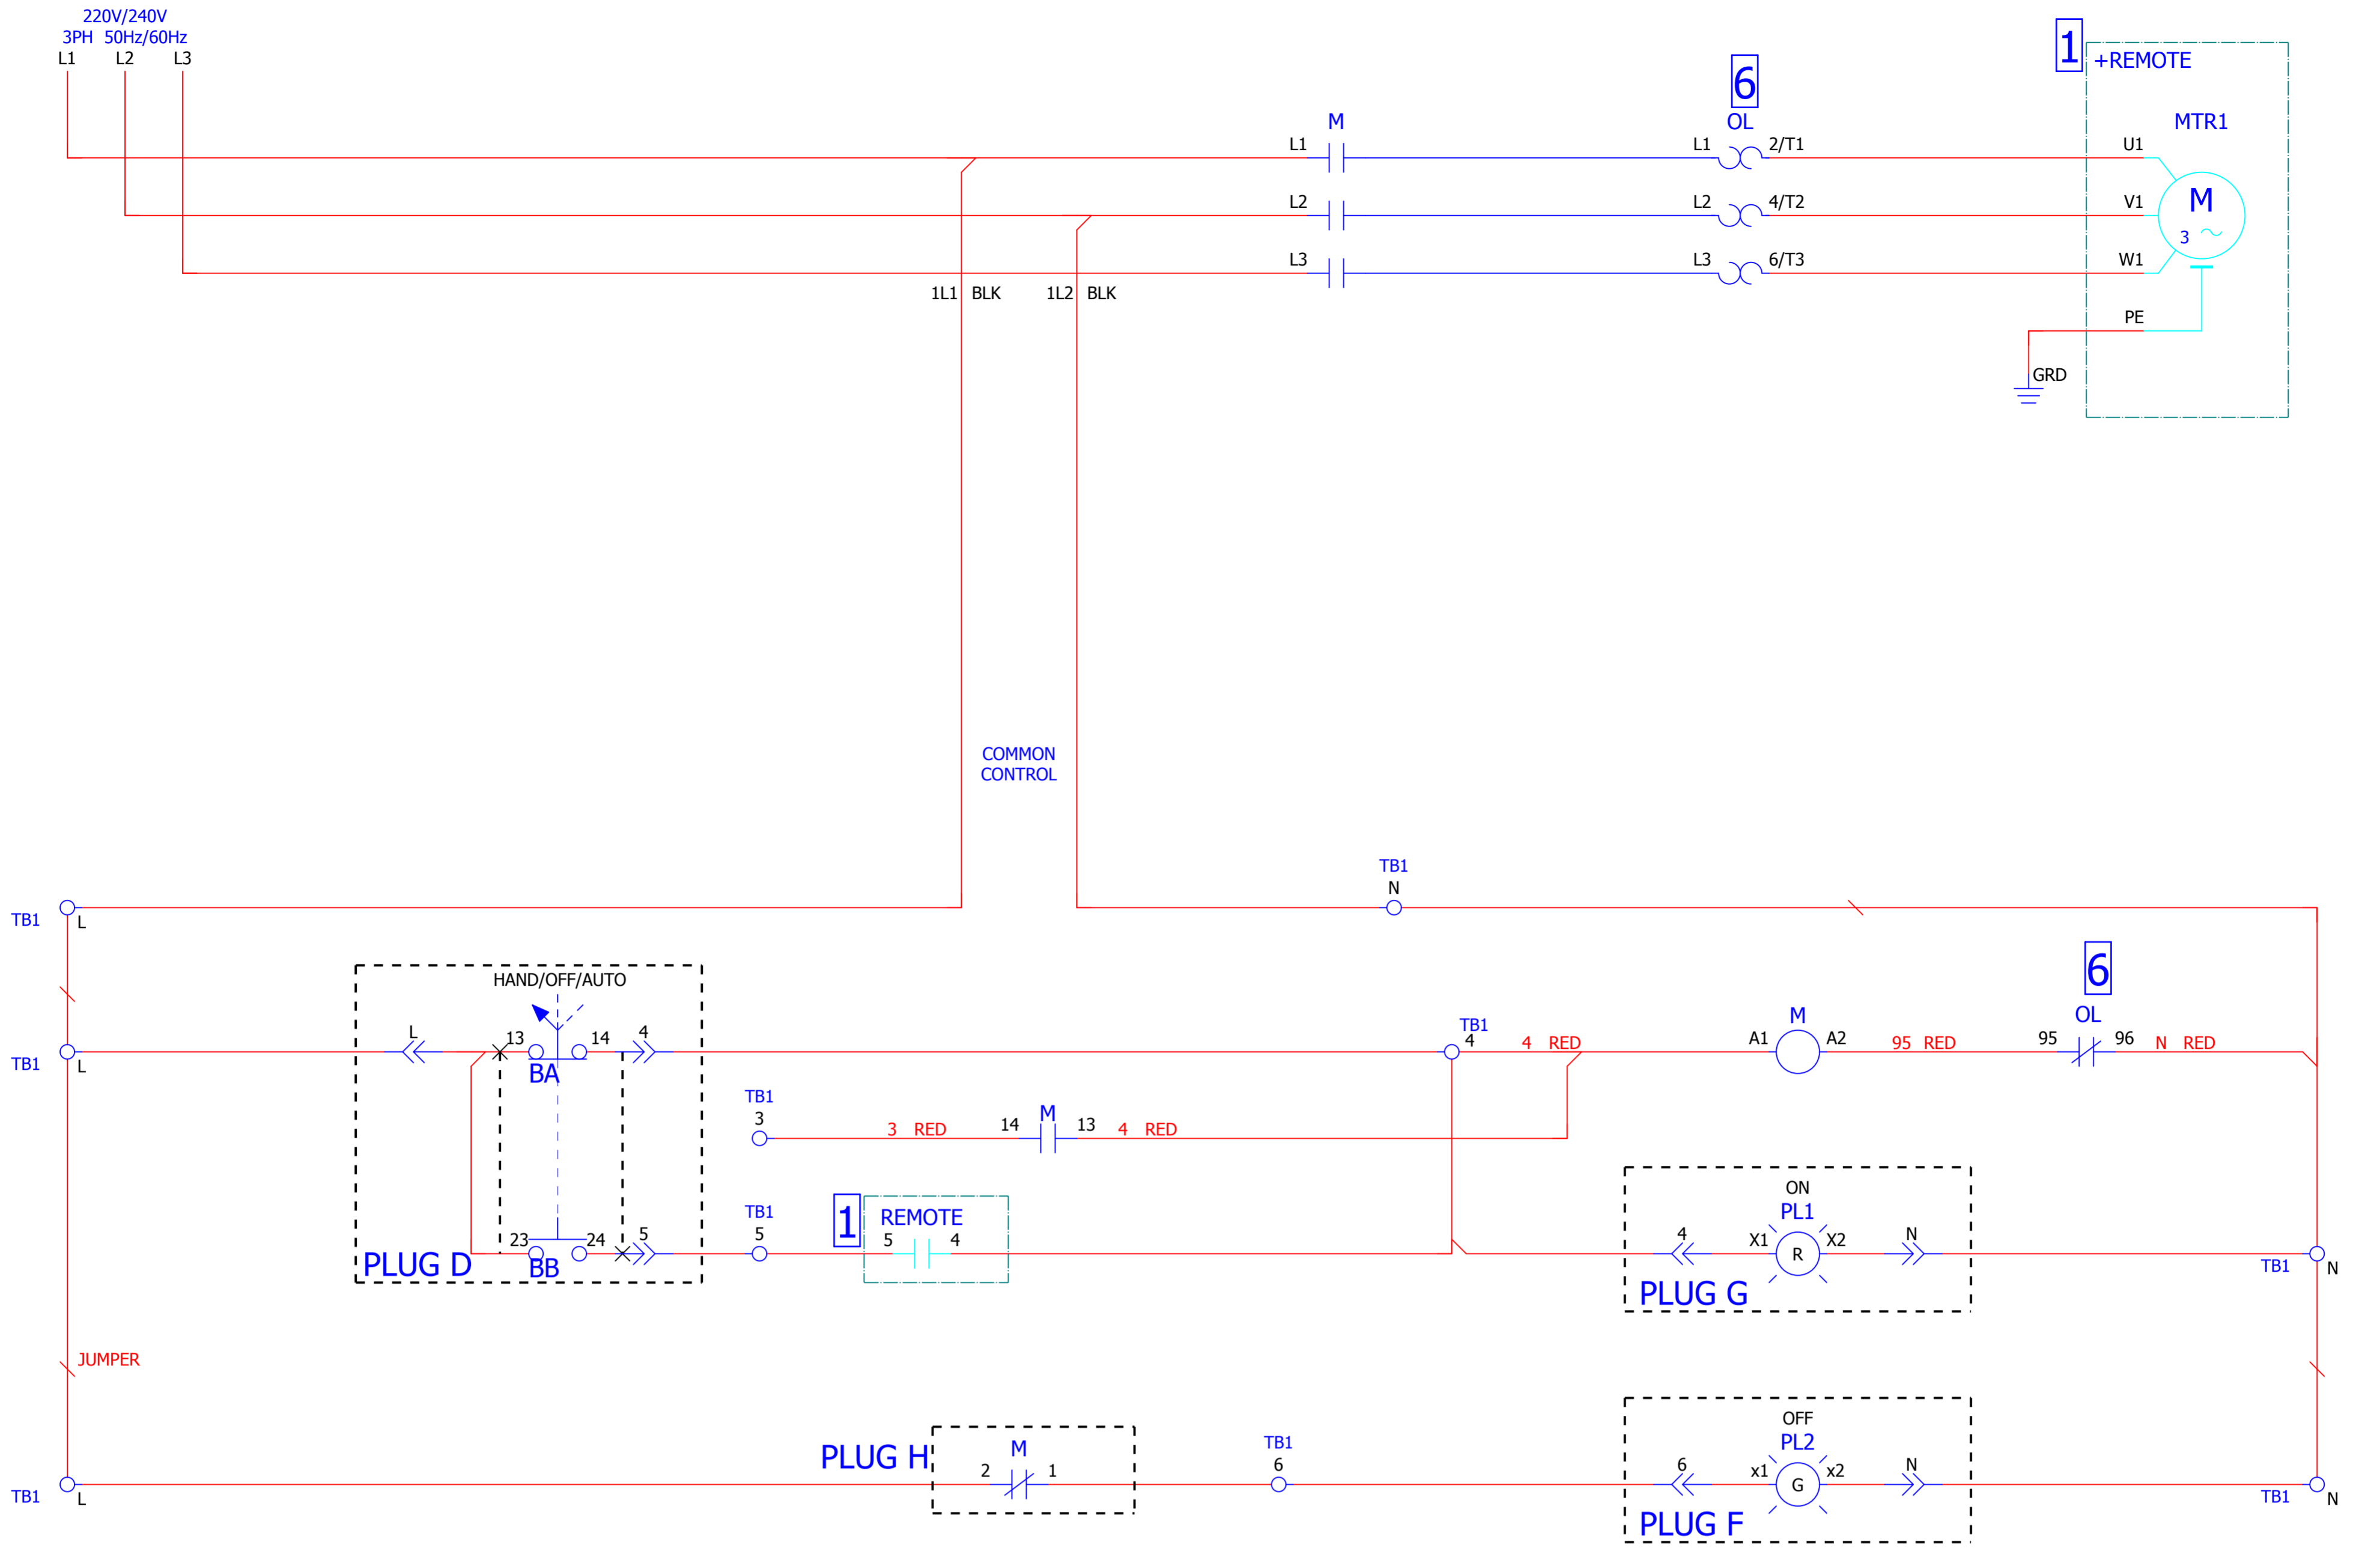 220V/240V
3PH 50Hz/60Hz
L1 L2 L3
1
+REMOTE
6
M
OL
MTR1
L1
L1
2/T1
U1
L2
L2
4/T2
V1
M
3
L3
L3
6/T3
W1
1L1 BLK
1L2 BLK
PE
GRD
COMMON
CONTROL
TB1
N
TB1
L
HAND/OFF/AUTO
6
L
13
14
4
TB1
4
4 RED
M
A1
A2
95 RED
OL
95
96
N RED
TB1
L
BA
TB1
3
3 RED
14
M
13
4 RED
1
REMOTE
5
4
TB1
5
23
24
5
BB
PLUG D
ON
PL1
4
X1
R
X2
N
PLUG G
TB1
N
JUMPER
PLUG H
M
2
1
TB1
6
OFF
PL2
6
x1
G
x2
N
PLUG F
TB1
L
TB1
N